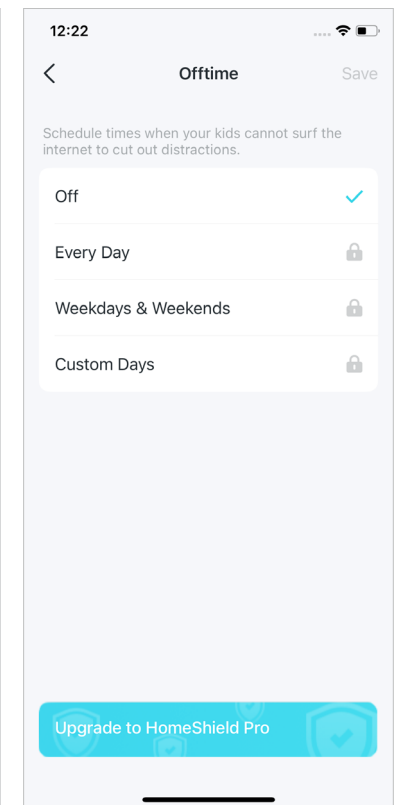 12:22
Offtime
Save
Schedule times when your kids cannot surf the
internet to cut out distractions.
Off
Every Day
Weekdays & Weekends
Custom Days
Upgrade to HomeShield Pro